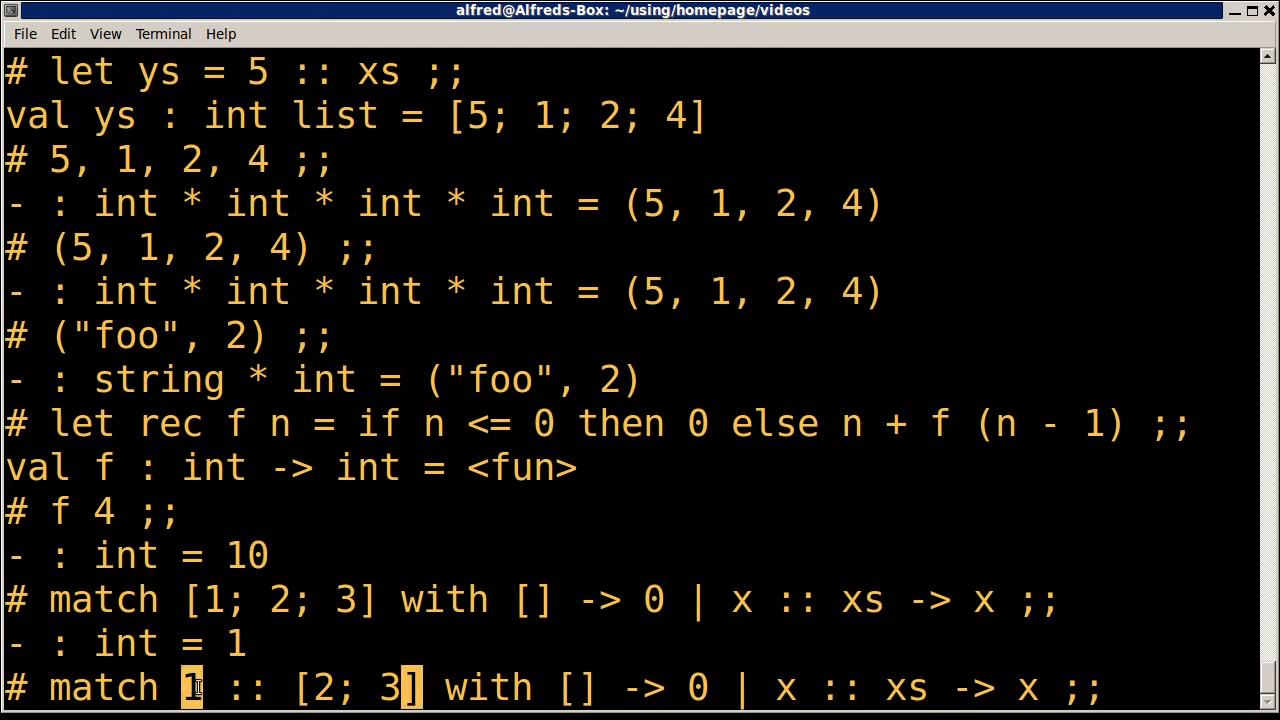 alfred@Alfreds-Box: ~/using/homepage/videos
File Edit View Terminal Help
# let ys = 5 :: xs ;;
val ys : int list = [5; 1; 2; 4]
# 5, 1, 2, 4 ;;
- : int * int * int * int = (5, 1, 2, 4)
# (5, 1, 2, 4) ;;
- : int * int * int * int = (5, 1, 2, 4)
# ("foo", 2) ;;
- : string * int = ("foo", 2)
# let rec f n = if n <= 0 then 0 else n + f (n - 1) ;;
val f : int -> int = <fun>
# f 4 ;;
- : int = 10
# match [1; 2; 3] with [] -> 0 | x :: xs -> x ;;
- : int = 1
# match 1 :: [2; 3] with [] -> 0 | x :: xs -> x ;;